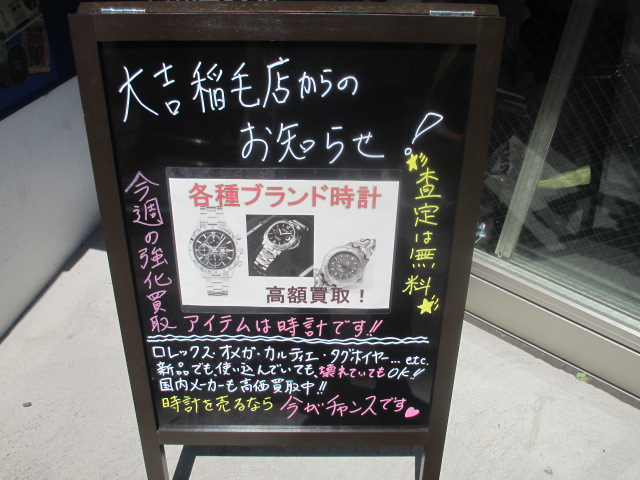 大吉稲毛店からの
お知らせ!
☆査定は無料☆
各種ブランド時計
高額買取!
今週の強化買取
アイテムは時計です!!
ロレックス・オメガ・カルティエ・タグホイヤー...etc.
新品でも、使い込んでいても、壊れていてもOK!!
国内メーカーも高価買取中!!
時計を売るなら 今がチャンスです♥